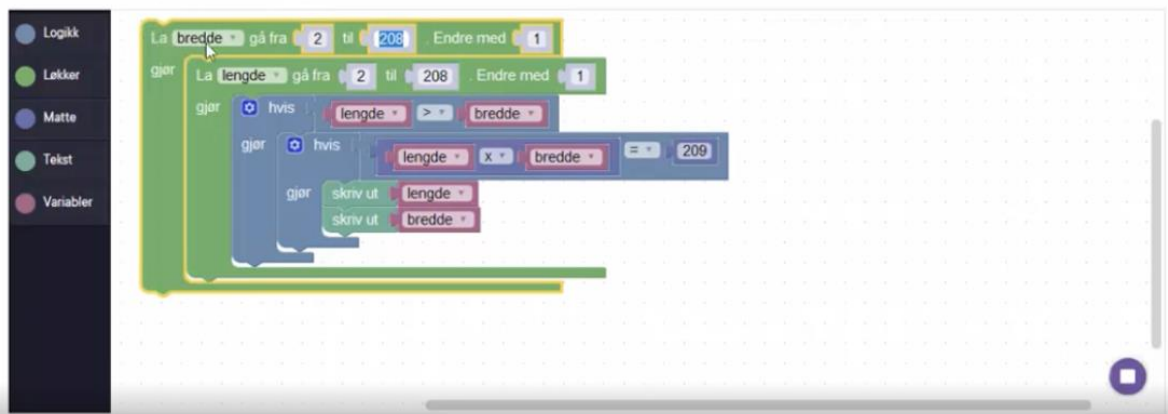 Logikk
Løkker
Matte
Tekst
Variabler
La bredde gå fra 2 til 208 . Endre med 1
gjør La lengde gå fra 2 til 208 . Endre med 1
gjør hvis lengde > bredde
gjør hvis lengde x bredde = 209
gjør skriv ut lengde
skriv ut bredde